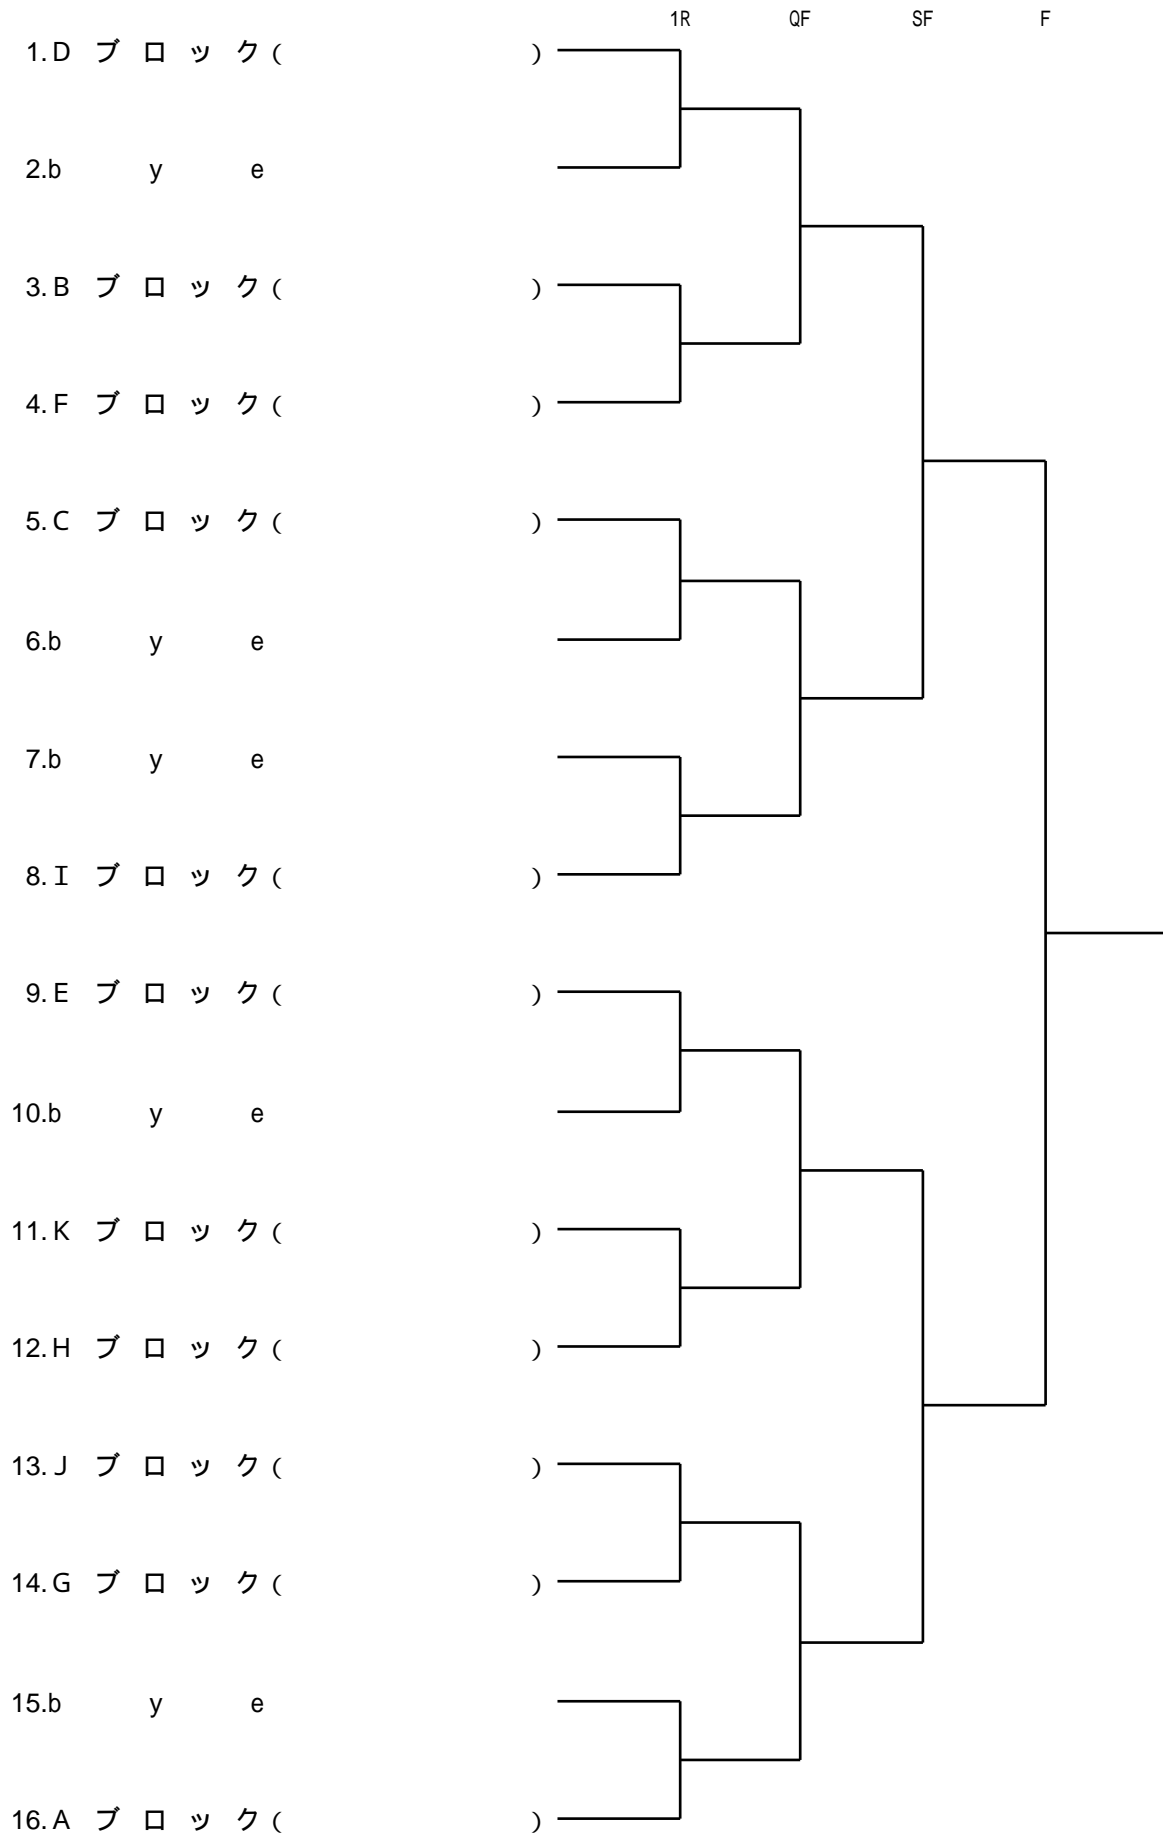 1R QF SF F
1.D ブロック( )
2.b y e
3.B ブロック( )
4.F ブロック( )
5.C ブロック( )
6.b y e
7.b y e
8.I ブロック( )
9.E ブロック( )
10.b y e
11.K ブロック( )
12.H ブロック( )
13.J ブロック( )
14.G ブロック( )
15.b y e
16.A ブロック( )